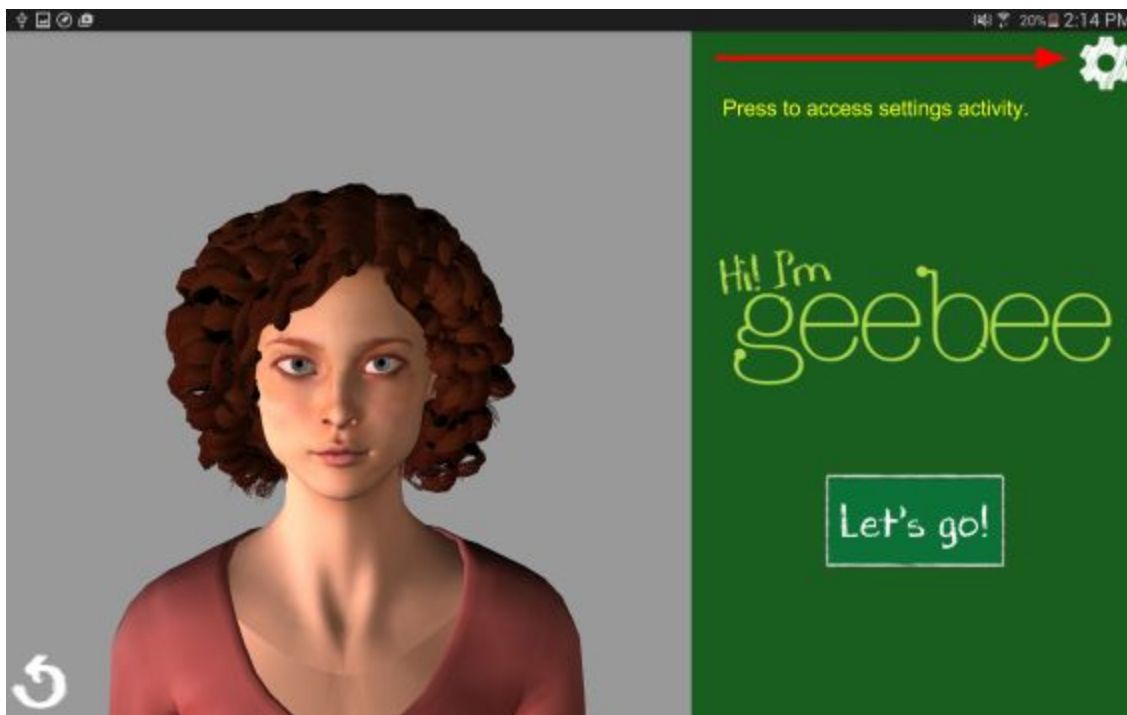 20% 2:14 PM
Press to access settings activity.
Hi! I'm
geebee
Let's go!